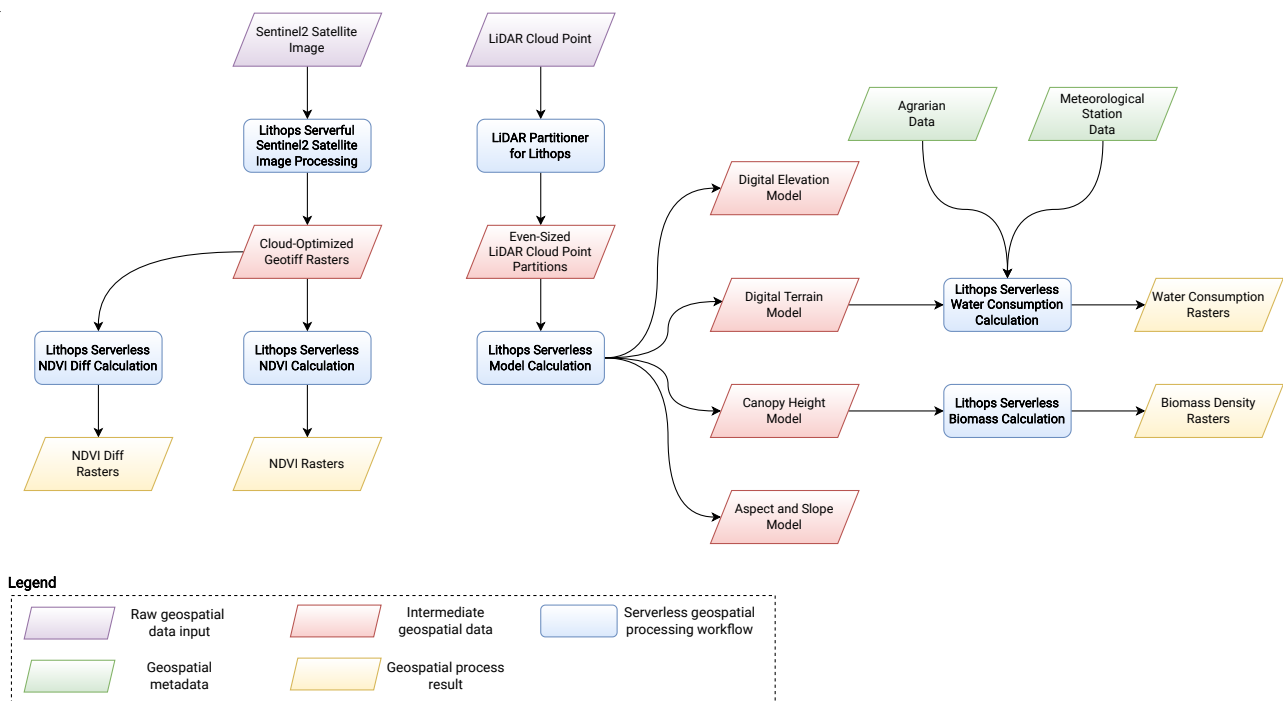 Sentinel2 Satellite
Image
LiDAR Cloud Point
Agrarian
Data
Meteorological
Station
Data
Lithops Serverful
Sentinel2 Satellite
Image Processing
LiDAR Partitioner
for Lithops
Digital Elevation
Model
Cloud-Optimized
Geotiff Rasters
Even-Sized
LiDAR Cloud Point
Partitions
Digital Terrain
Model
Lithops Serverless
Water Consumption
Calculation
Water Consumption
Rasters
Lithops Serverless
NDVI Diff Calculation
Lithops Serverless
NDVI Calculation
Lithops Serverless
Model Calculation
Canopy Height
Model
Lithops Serverless
Biomass Calculation
Biomass Density
Rasters
NDVI Diff
Rasters
NDVI Rasters
Aspect and Slope
Model
Legend
Raw geospatial
data input
Intermediate
geospatial data
Serverless geospatial
processing workflow
Geospatial
metadata
Geospatial process
result